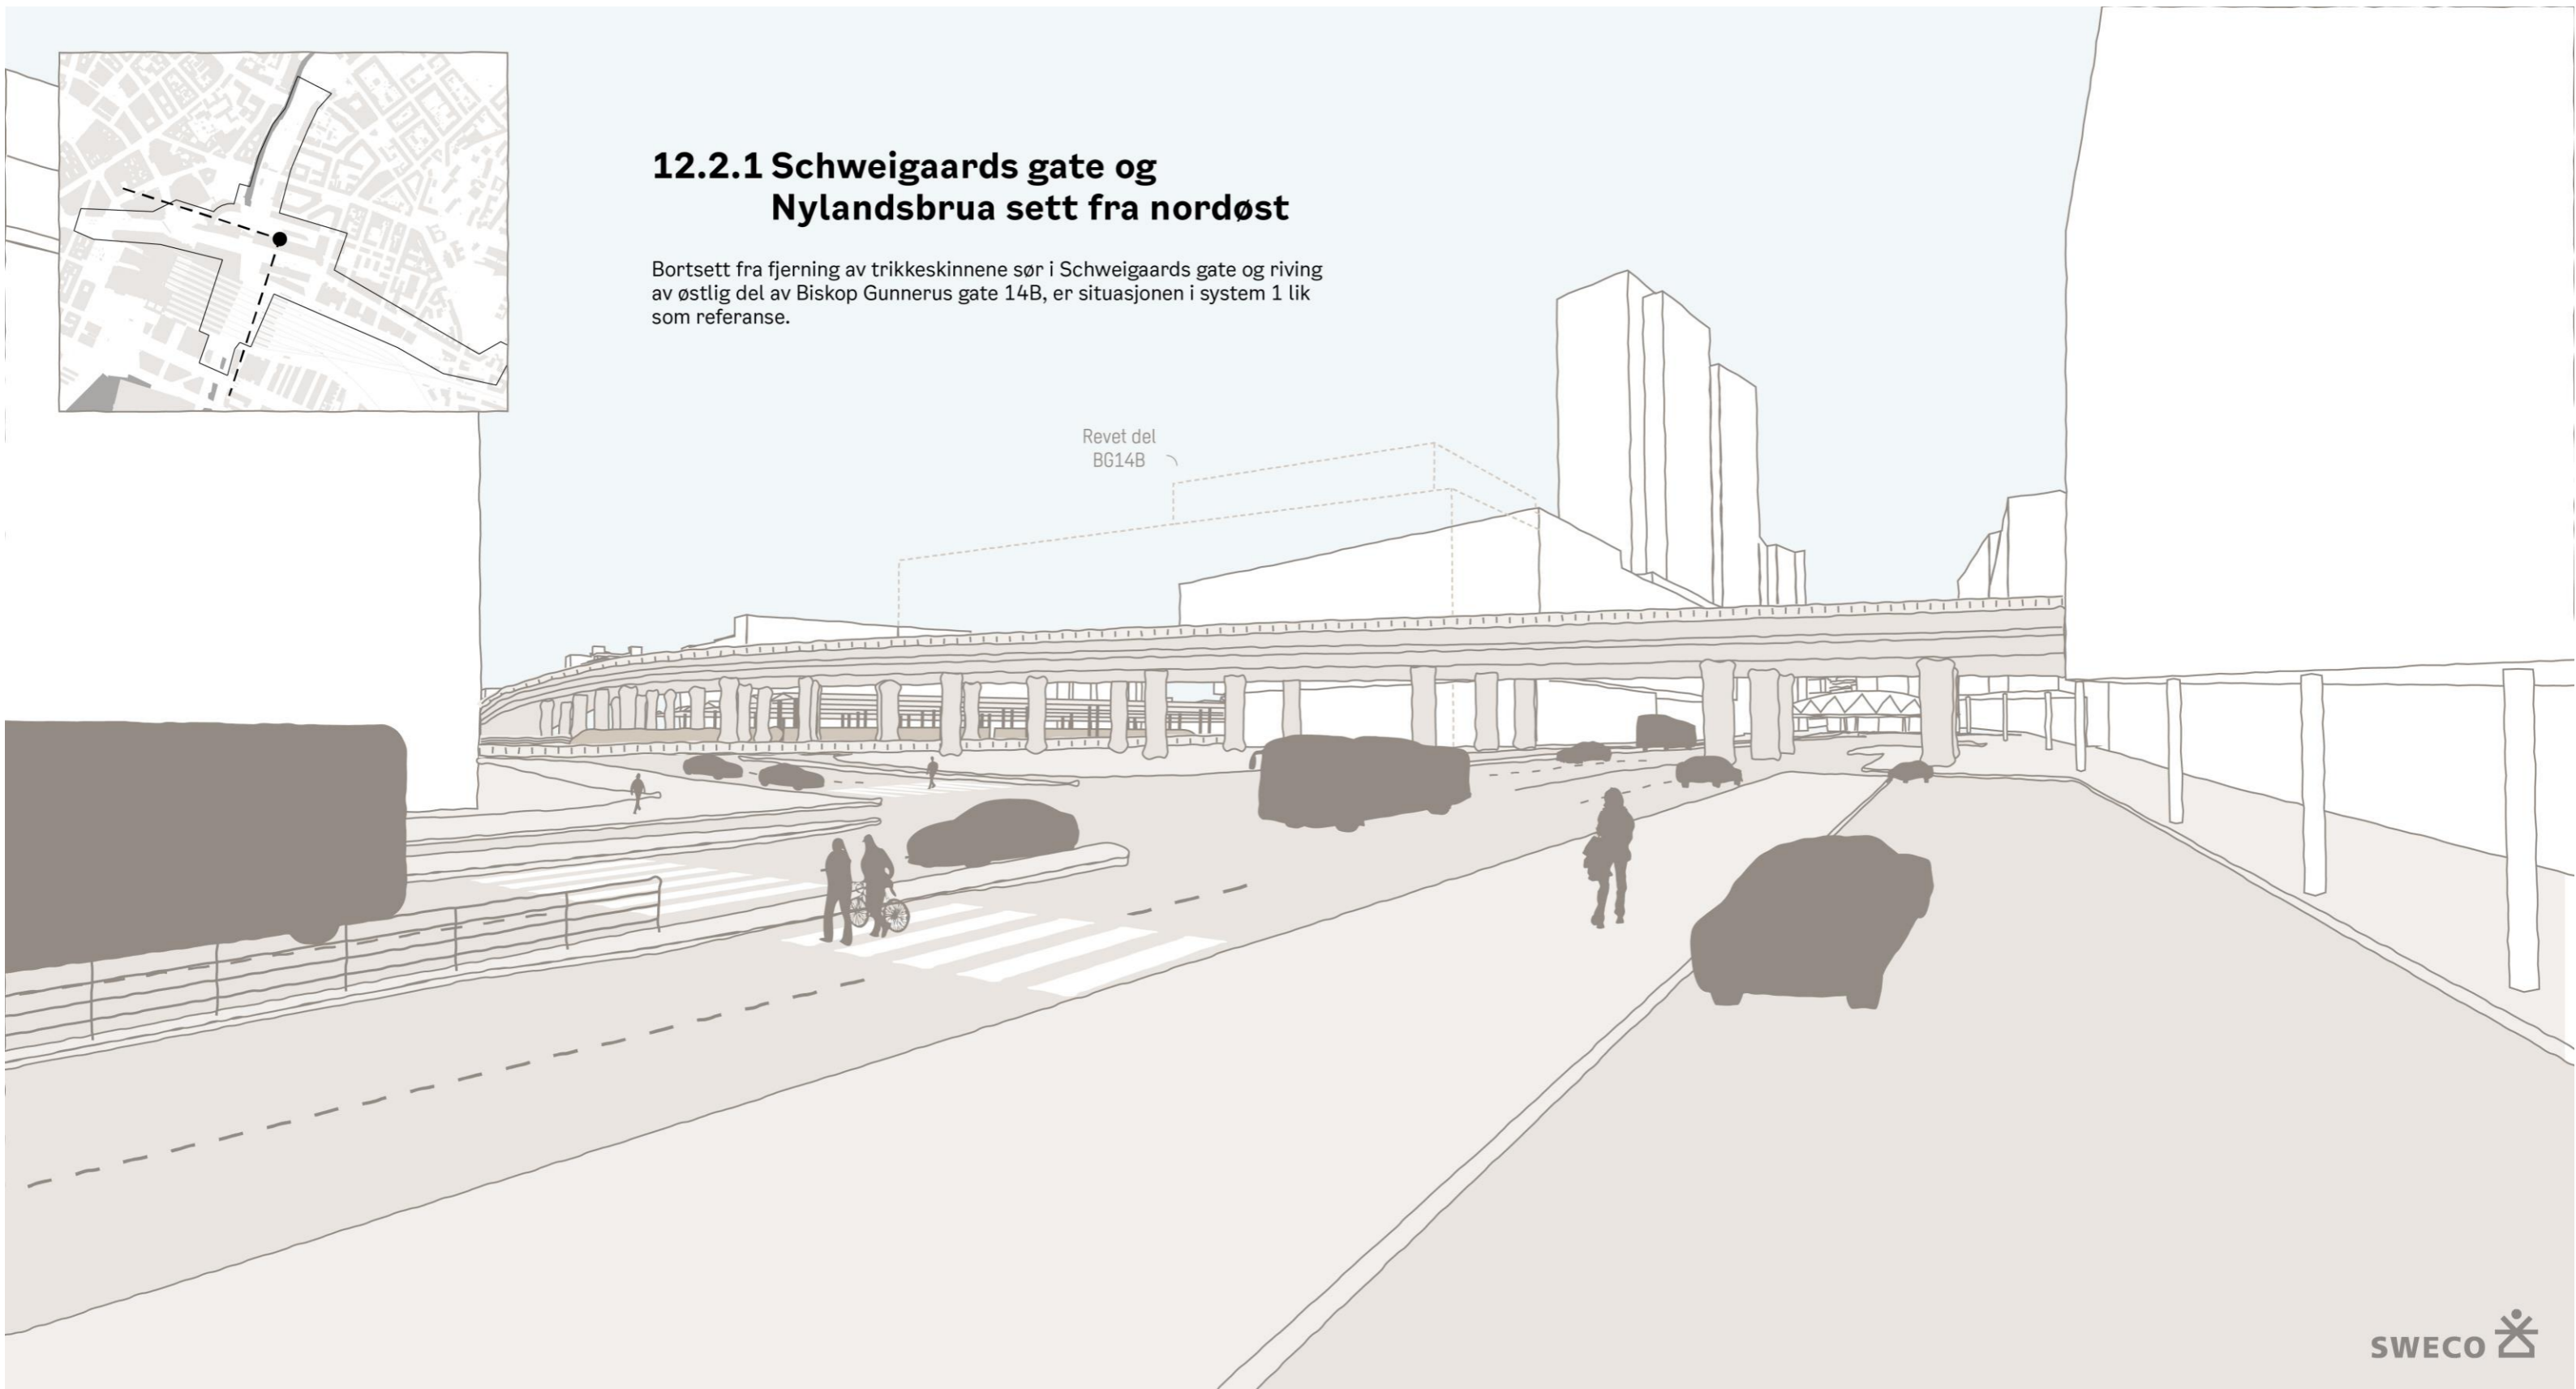 12.2.1 Schweigaards gate og
Nylandsbrua sett fra nordøst
Bortsett fra fjerning av trikkeskinnene sør i Schweigaards gate og riving
av østlig del av Biskop Gunnerus gate 14B, er situasjonen i system 1 lik
som referanse.
Revet del
BG14B
SWECO